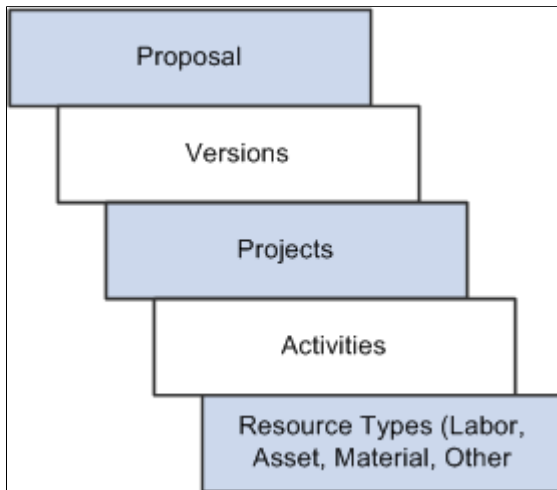 Proposal
Versions
Projects
Activities
Resource Types (Labor,
Asset, Material, Other